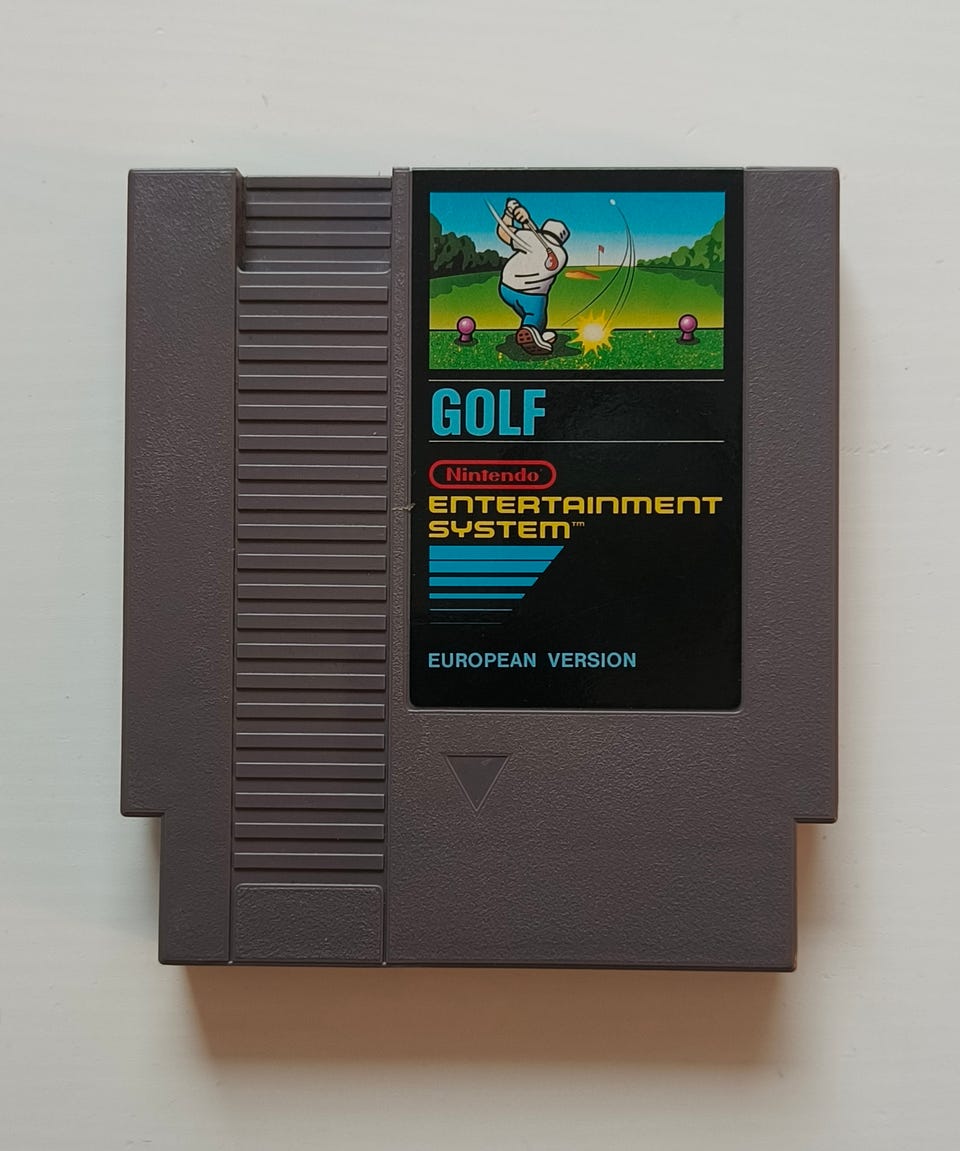 GOLF
Nintendo
ENTERTAINMENT
SYSTEM™
EUROPEAN VERSION